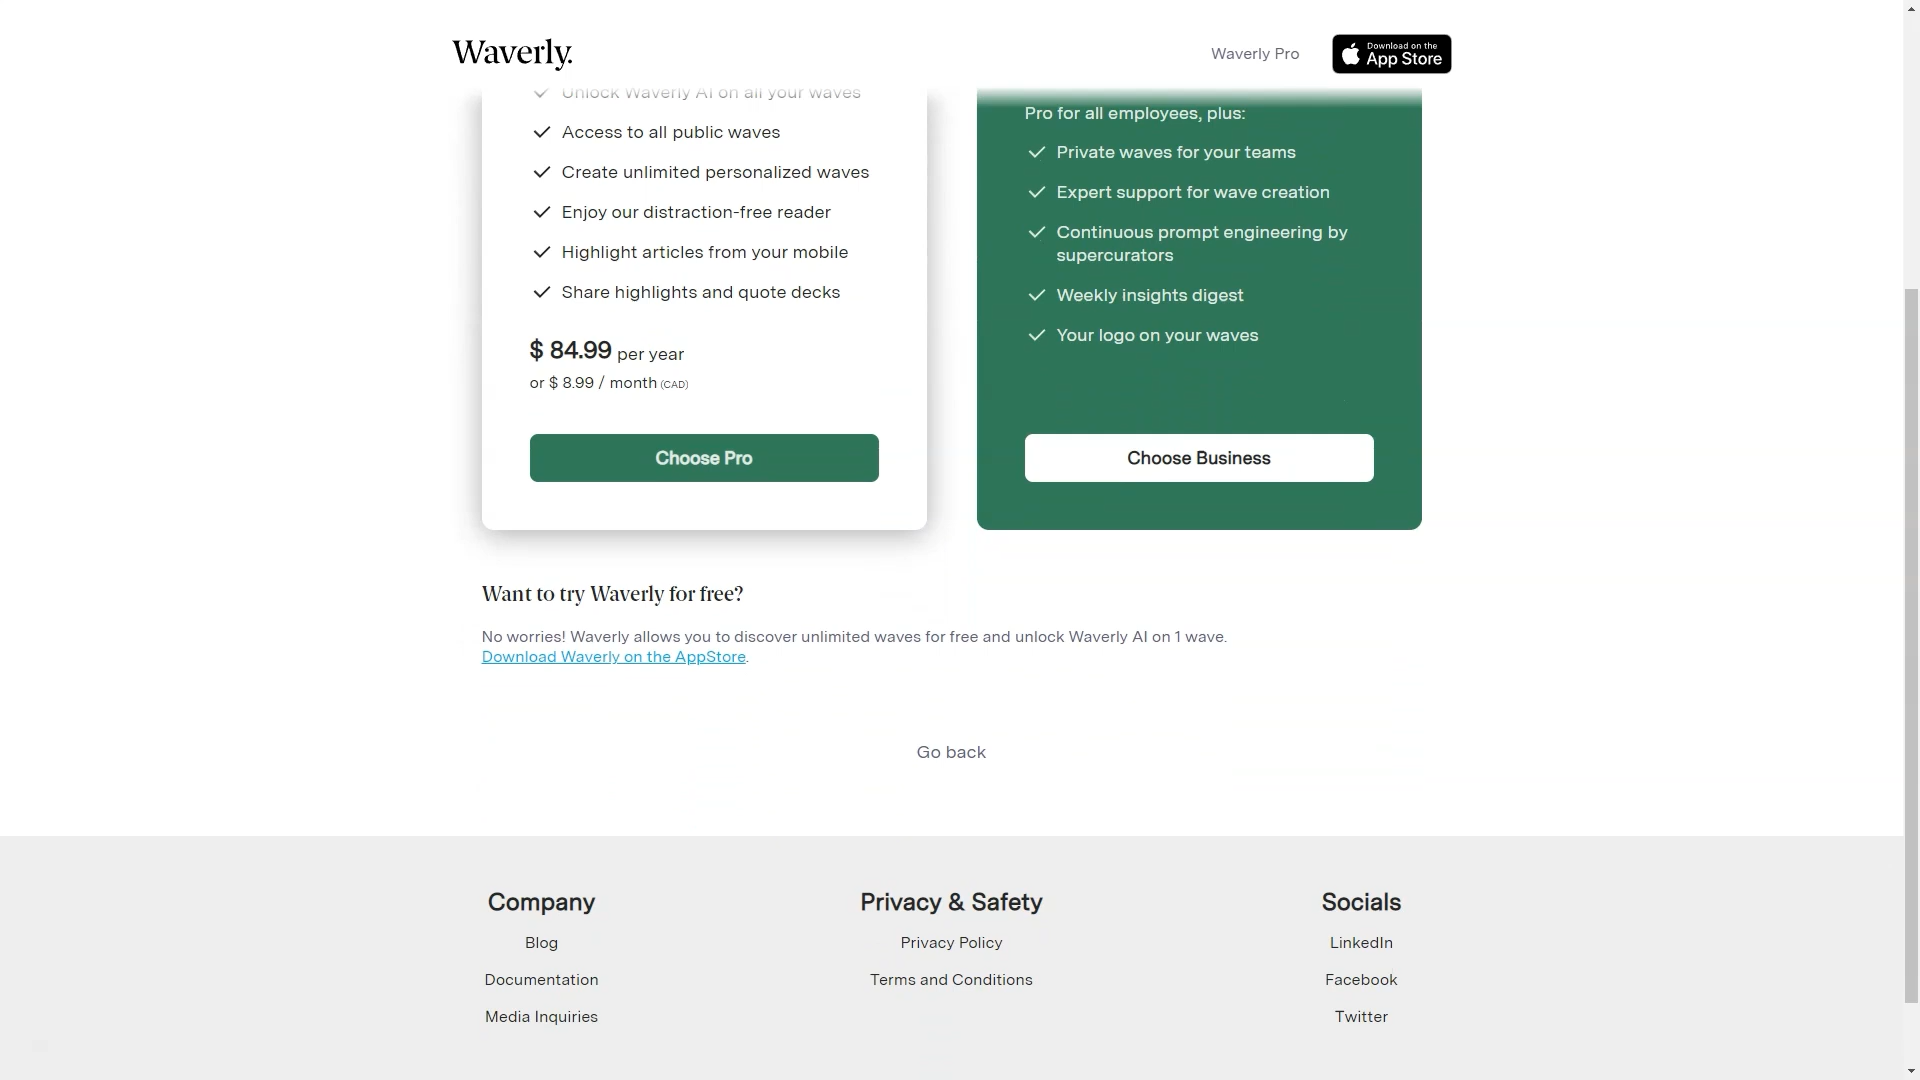 Waverly.
Waverly Pro
Download on the
App Store
Unlock Waverly AI on all your waves
Access to all public waves
Create unlimited personalized waves
Enjoy our distraction-free reader
Highlight articles from your mobile
Share highlights and quote decks
$ 84.99 per year
or $ 8.99 / month (CAD)
Choose Pro
Pro for all employees, plus:
Private waves for your teams
Expert support for wave creation
Continuous prompt engineering by
supercurators
Weekly insights digest
Your logo on your waves
Choose Business
Want to try Waverly for free?
No worries! Waverly allows you to discover unlimited waves for free and unlock Waverly AI on 1 wave.
Download Waverly on the AppStore.
Go back
Company
Blog
Documentation
Media Inquiries
Privacy & Safety
Privacy Policy
Terms and Conditions
Socials
LinkedIn
Facebook
Twitter